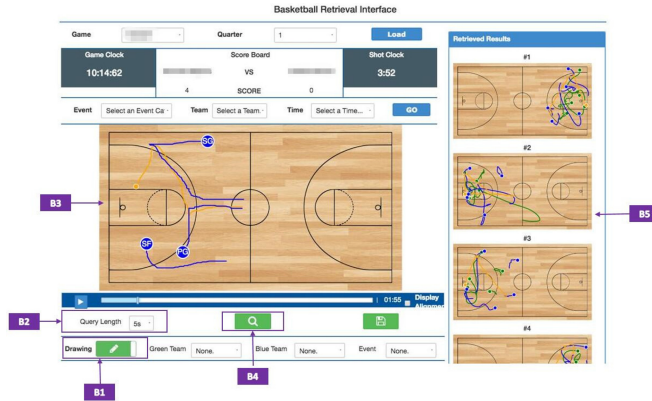 Basketball Retrieval Interface
Game Quarter 1 Load
Game Clock Score Board Shot Clock
10:14:62 VS 3:52
4 SCORE 0
Event Select an Event Ca Team Select a Team. Time Select a Time... GO
SG
SF PG
01:55 Display
Query Length 5s
Drawing Green Team None. Blue Team None. Event None.
Retrieved Results
#1
#2
#3
#4
B3
B5
B2
B1
B4